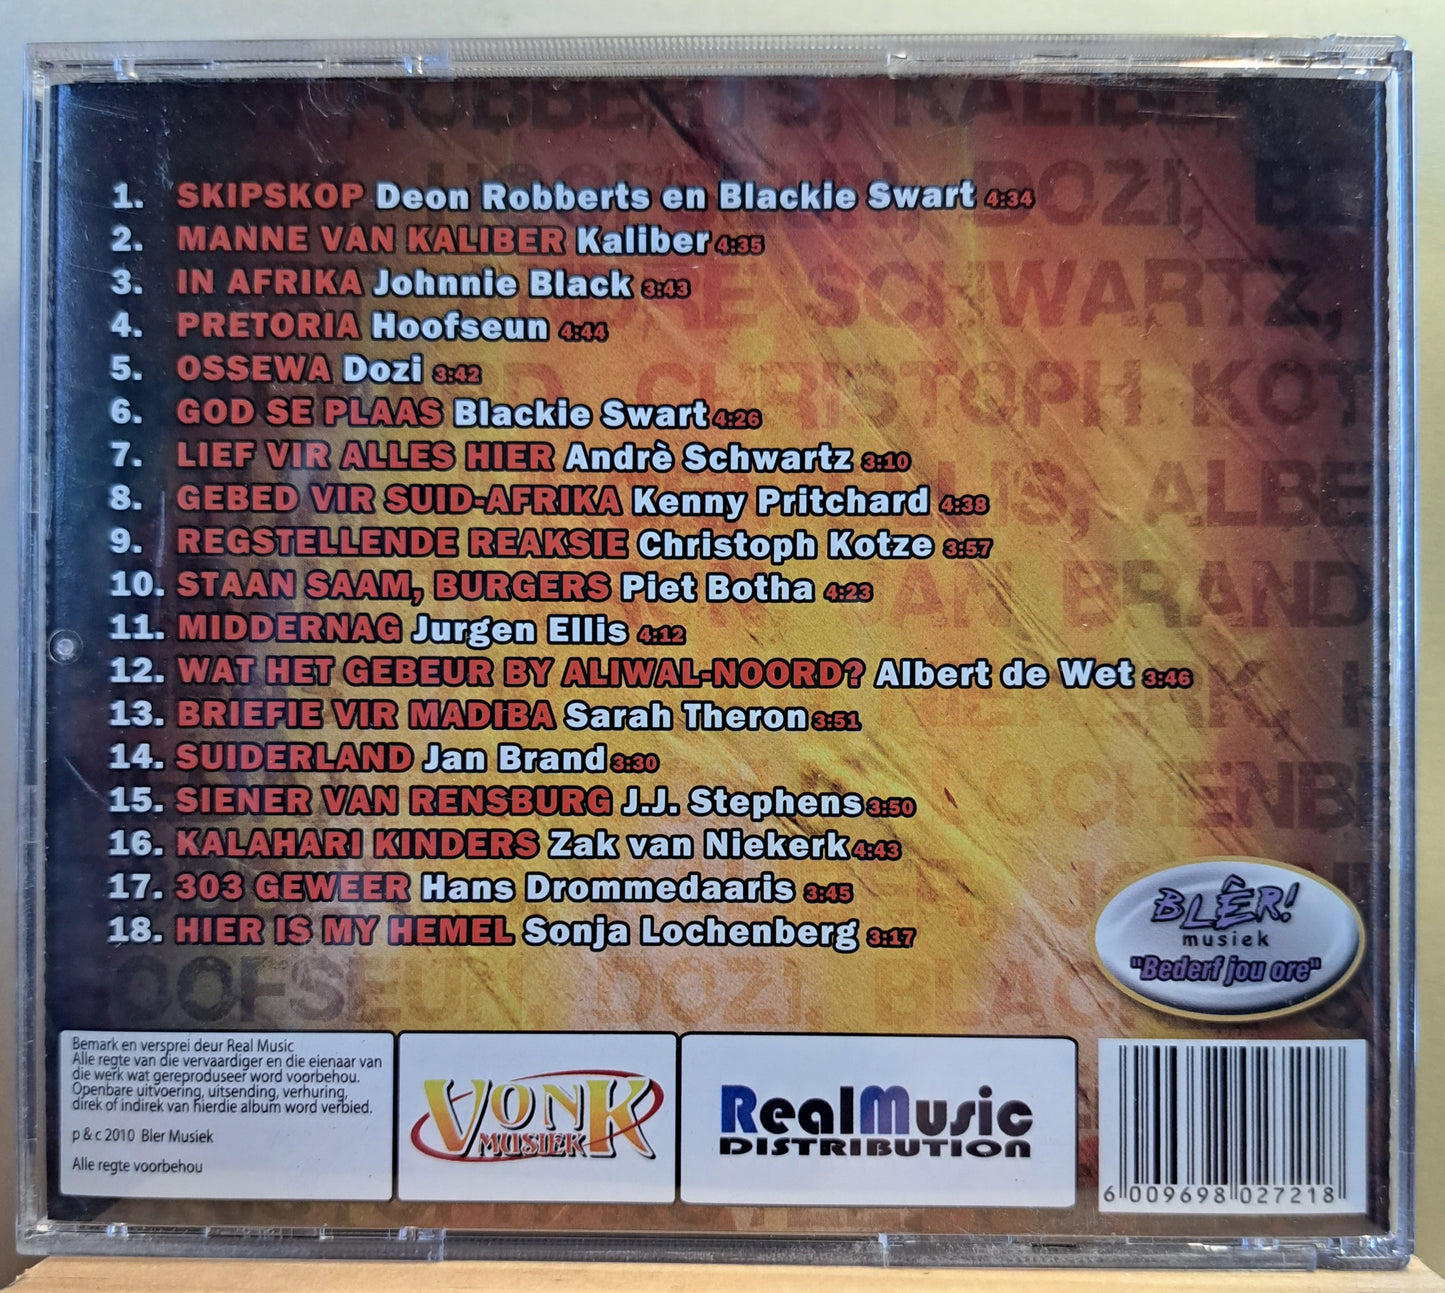 1. SKIPSKOP Deon Robberts en Blackie Swart 4:34
2. MANNE VAN KALIBER Kaliber 4:35
3. IN AFRIKA Johnnie Black 3:43
4. PRETORIA Hoofseun 4:44
5. OSSEWA Dozi 3:42
6. GOD SE PLAAS Blackie Swart 4:26
7. LIEF VIR ALLES HIER Andrè Schwartz 3:10
8. GEBED VIR SUID-AFRIKA Kenny Pritchard 4:38
9. REGSTELLENDE REAKSIE Christoph Kotze 3:57
10. STAAN SAAM, BURGERS Piet Botha 4:23
11. MIDDERNAG Jurgen Ellis 4:12
12. WAT HET GEBEUR BY ALIWAL-NOORD? Albert de Wet 3:46
13. BRIEFIE VIR MADIBA Sarah Theron 3:51
14. SUIDERLAND Jan Brand 3:30
15. SIENER VAN RENSBURG J.J. Stephens 3:50
16. KALAHARI KINDERS Zak van Niekerk 4:43
17. 303 GEWEER Hans Drommedaaris 3:45
18. HIER IS MY HEMEL Sonja Lochenberg 3:17
BLÊR!
musiek
"Bederf jou ore"
OOFSEUN, DOZI, BLAC
Bemark en versprei deur Real Music
Alle regte van die vervaardiger en die eienaar van
die werk wat gereproduseer word voorbehou.
Openbare uitvoering, uitsending, verhuring,
direk of indirek van hierdie album word verbied.
p & c 2010 Bler Musiek
Alle regte voorbehou
VONK
MUSIEK
RealMusic
DISTRIBUTION
6 009698 027218